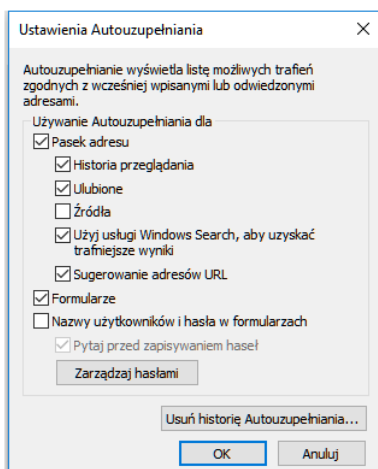 Ustawienia Autouzupełniania
Autouzupełnianie wyświetla listę możliwych trafień
zgodnych z wcześniej wpisanymi lub odwiedzonymi
adresami.
Używanie Autouzupełniania dla
Pasek adresu
Historia przeglądania
Ulubione
Źródła
Użyj usługi Windows Search, aby uzyskać
trafniejsze wyniki
Sugerowanie adresów URL
Formularze
Nazwy użytkowników i hasła w formularzach
Pytaj przed zapisywaniem haseł
Zarządzaj hasłami
Usuń historię Autouzupełniania...
OK Anuluj